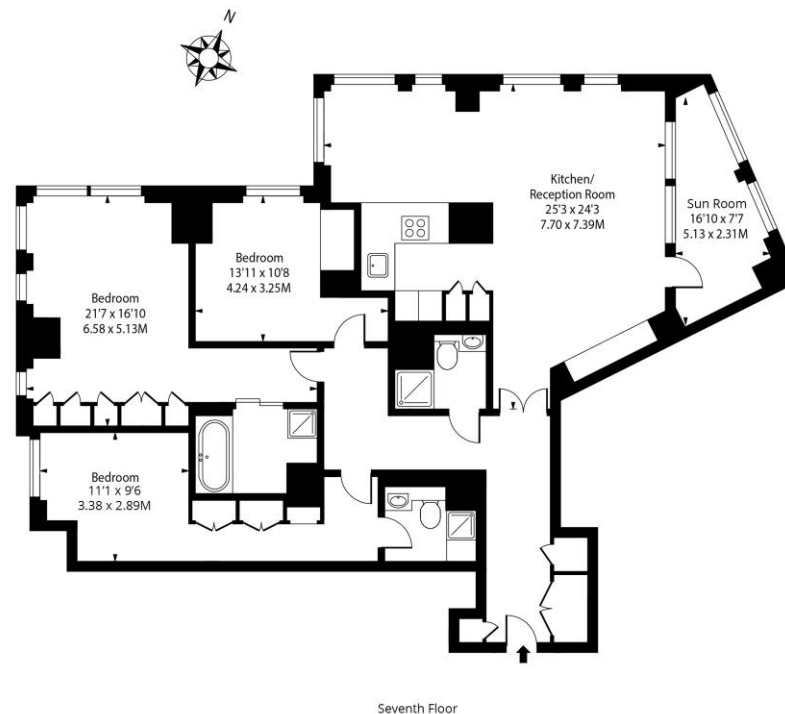 N
Kitchen/
Reception Room
25'3 x 24'3
7.70 x 7.39M
Sun Room
16'10 x 7'7
5.13 x 2.31M
Bedroom
13'11 x 10'8
4.24 x 3.25M
Bedroom
21'7 x 16'10
6.58 x 5.13M
Bedroom
11'1 x 9'6
3.38 x 2.89M
Seventh Floor